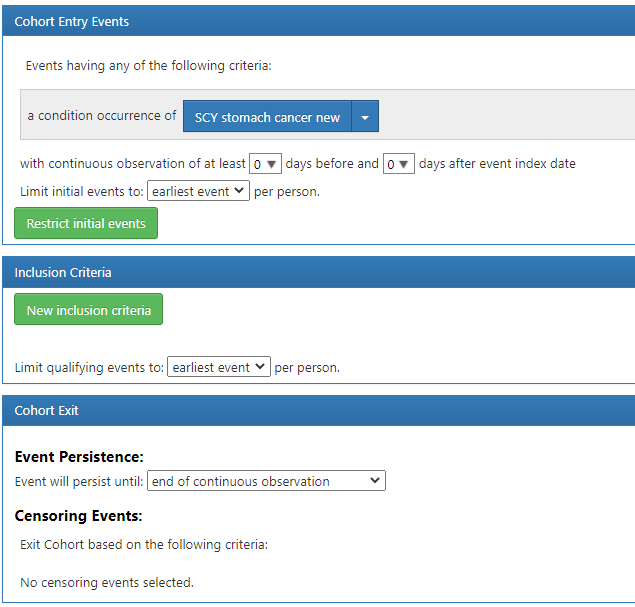 Cohort Entry Events
Events having any of the following criteria:
a condition occurrence of SCY stomach cancer new
with continuous observation of at least 0 days before and 0 days after event index date
Limit initial events to: earliest event per person.
Restrict initial events
Inclusion Criteria
New inclusion criteria
Limit qualifying events to: earliest event per person.
Cohort Exit
Event Persistence:
Event will persist until: end of continuous observation
Censoring Events:
Exit Cohort based on the following criteria:
No censoring events selected.